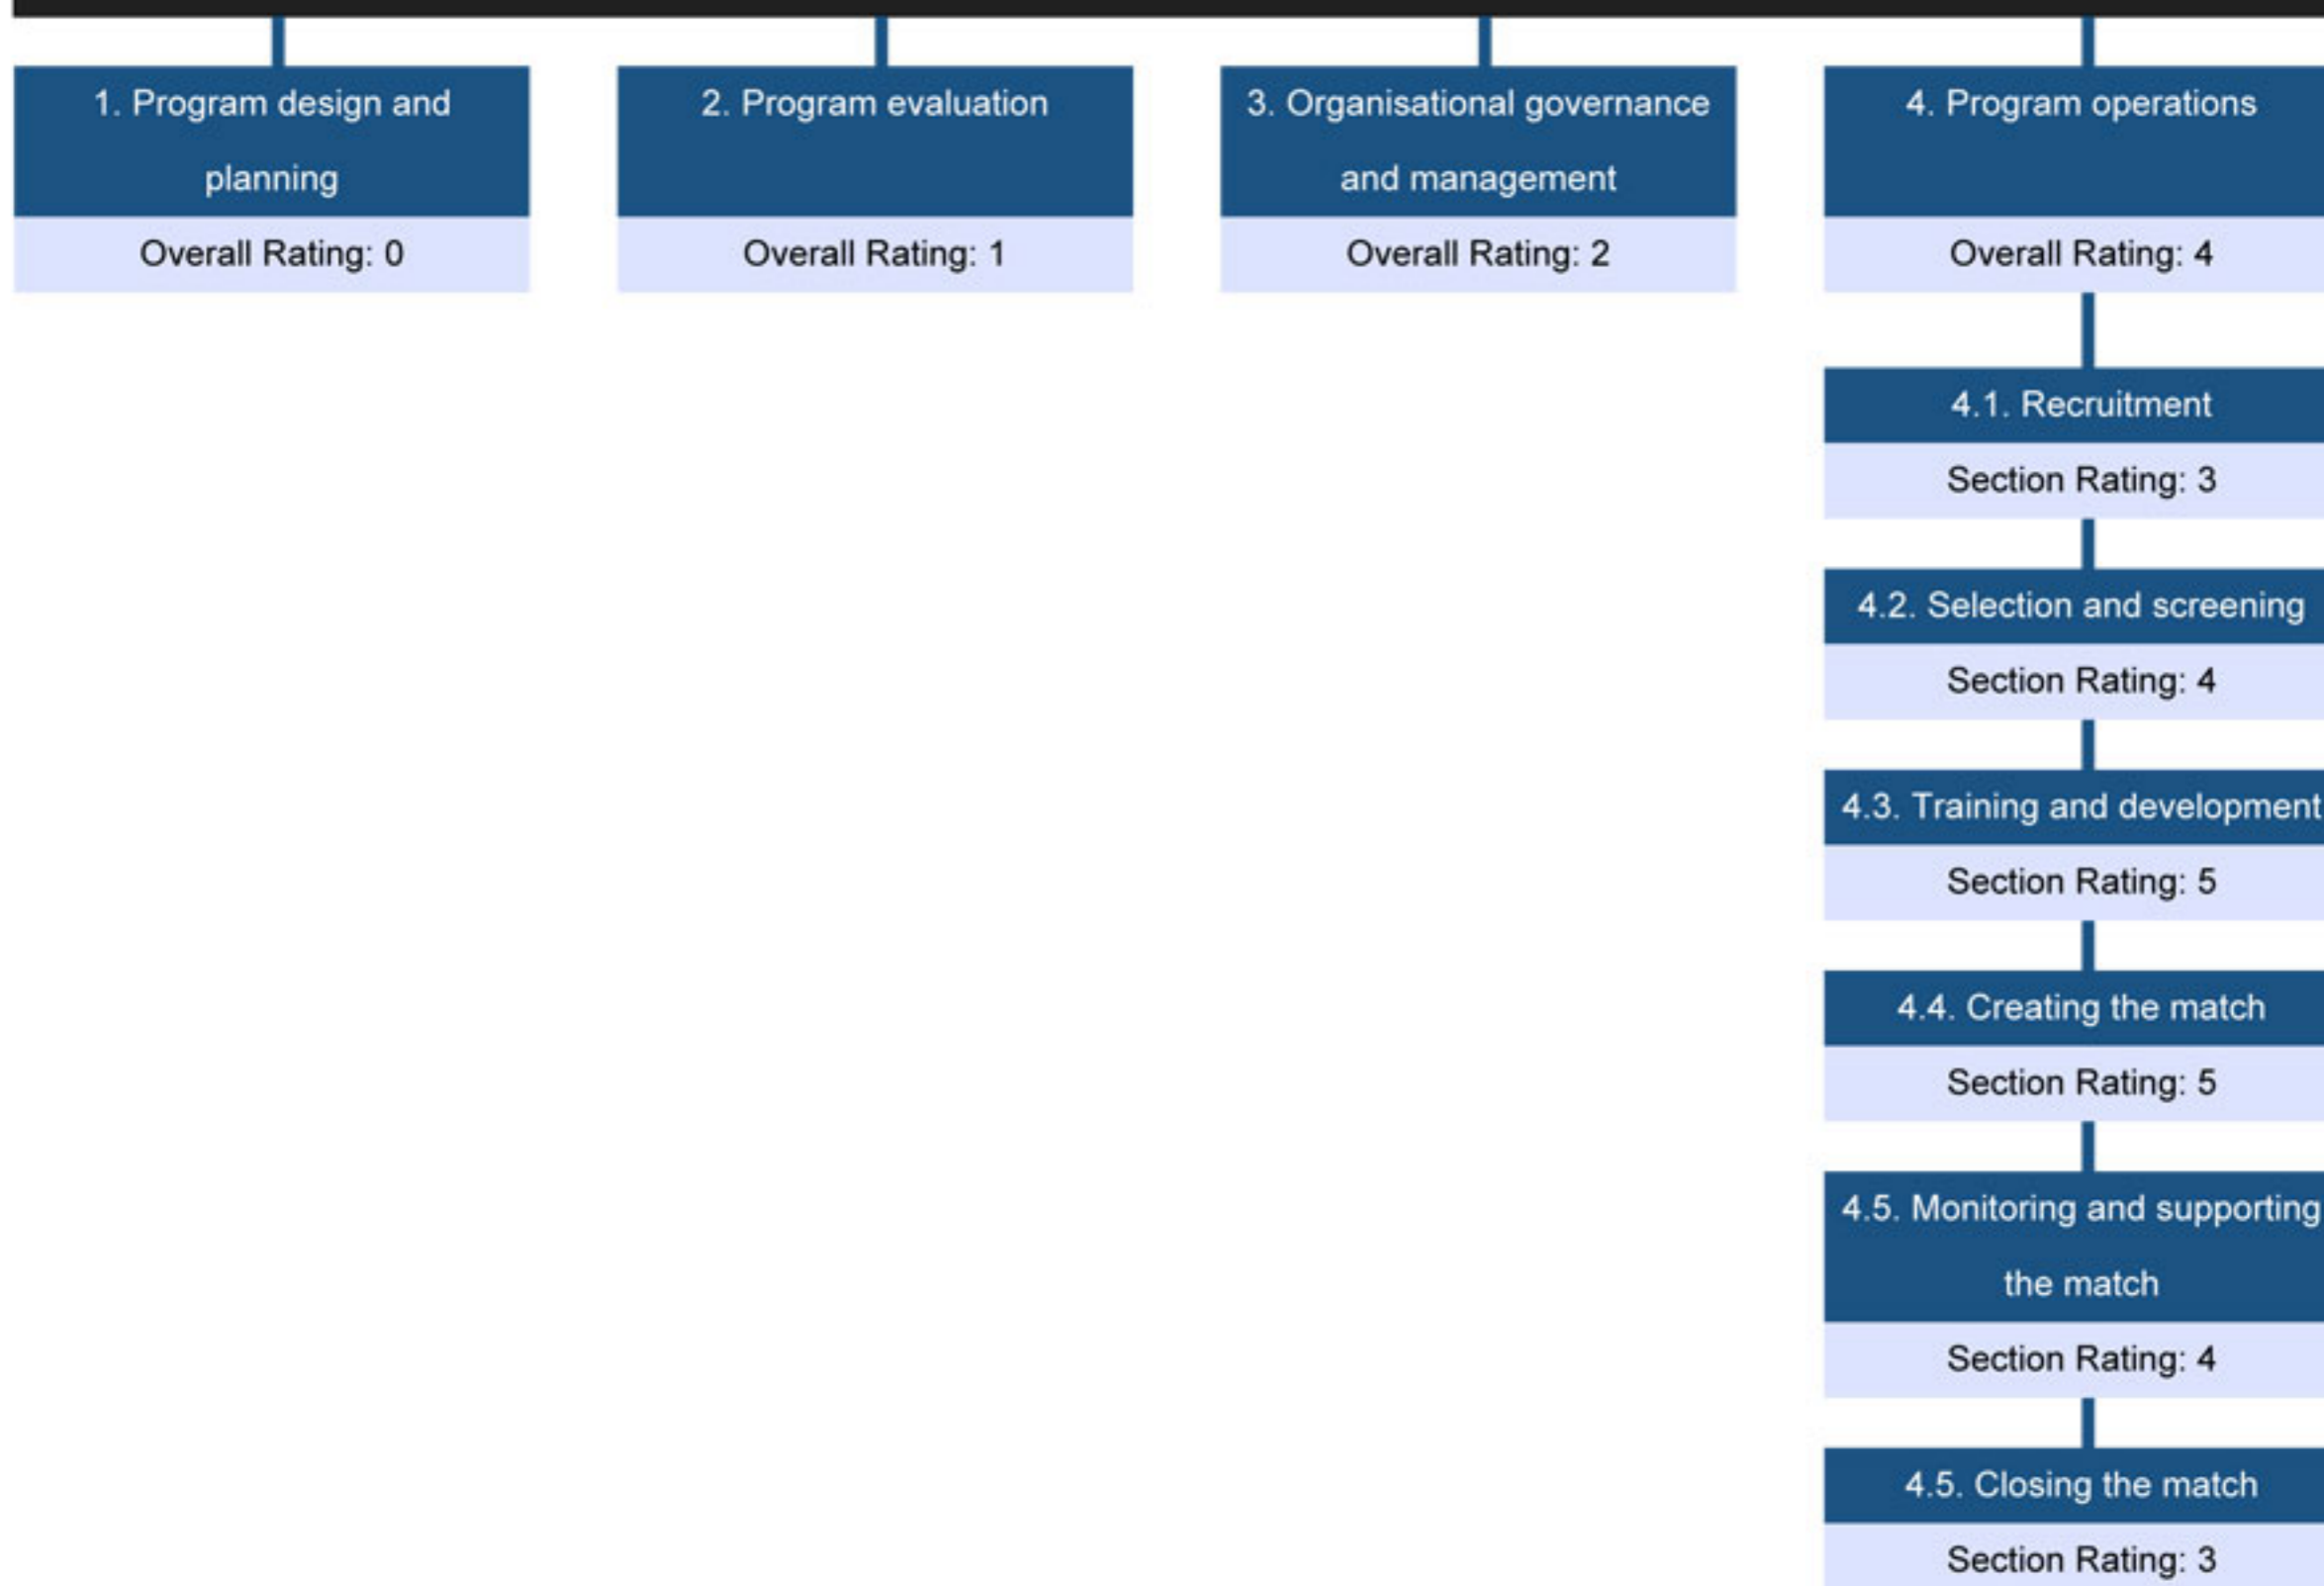 1. Program design and
planning
Overall Rating: 0
2. Program evaluation
Overall Rating: 1
3. Organisational governance
and management
Overall Rating: 2
4. Program operations
Overall Rating: 4
4.1. Recruitment
Section Rating: 3
4.2. Selection and screening
Section Rating: 4
4.3. Training and development
Section Rating: 5
4.4. Creating the match
Section Rating: 5
4.5. Monitoring and supporting
the match
Section Rating: 4
4.5. Closing the match
Section Rating: 3